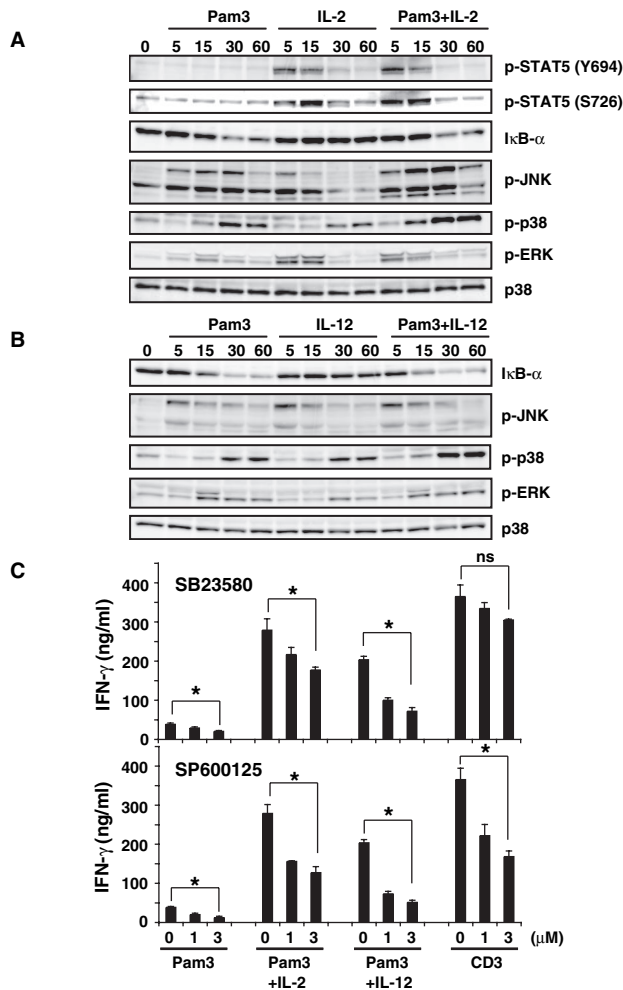 A
Pam3 IL-2 Pam3+IL-2
0 5 15 30 60 5 15 30 60 5 15 30 60
p-STAT5 (Y694)
p-STAT5 (S726)
IκB-α
p-JNK
p-p38
p-ERK
p38
B
Pam3 IL-12 Pam3+IL-12
0 5 15 30 60 5 15 30 60 5 15 30 60
IκB-α
p-JNK
p-p38
p-ERK
p38
C
SB23580
IFN-γ (ng/ml)
400
300
200
100
0
* * * ns
SP600125
IFN-γ (ng/ml)
400
300
200
100
0
* * * *
0 1 3 0 1 3 0 1 3 0 1 3 (μM)
Pam3 Pam3 Pam3 CD3
+IL-2 +IL-12